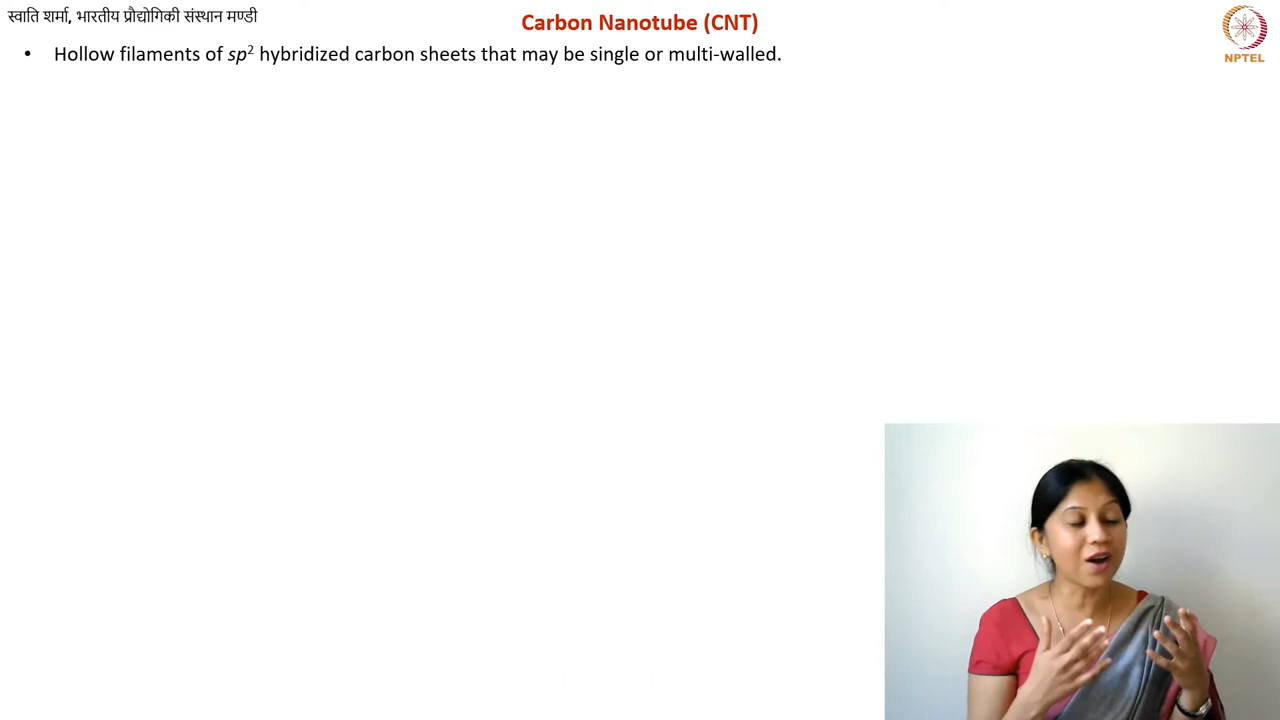 स्वाति शर्मा, भारतीय प्रौद्योगिकी संस्थान मण्डी
Carbon Nanotube (CNT)
NPTEL
• Hollow filaments of sp² hybridized carbon sheets that may be single or multi-walled.